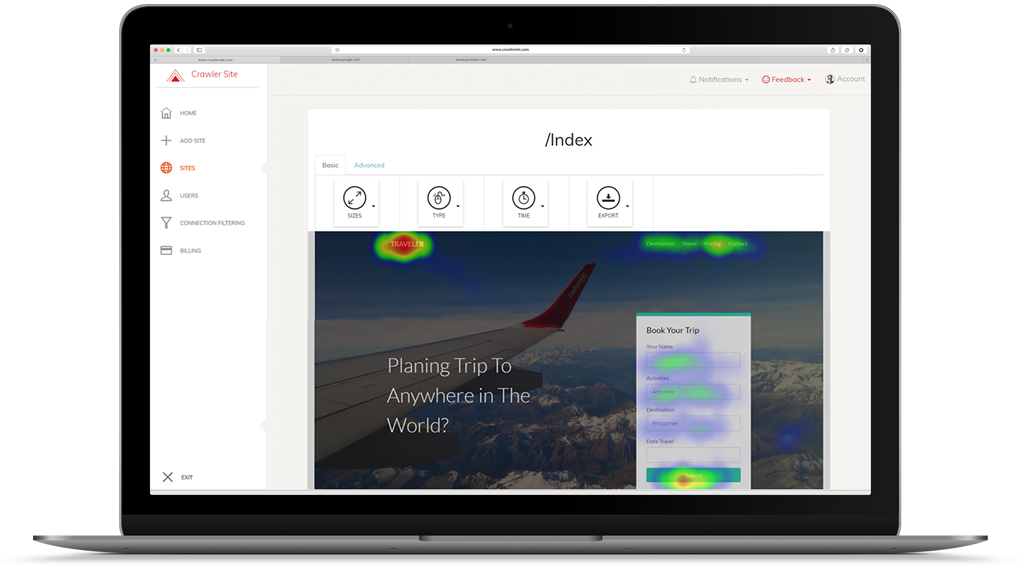 www.crawlersite.com
www.crawlersite.com
www.google.com
www.youtube.com
Crawler Site
Notifications
Feedback
Account
HOME
ADD SITE
SITES
USERS
CONNECTION FILTERING
BILLING
EXIT
/Index
Basic
Advanced
SIZES
TYPE
TIME
EXPORT
TRAVELER
Destination
Travel
Pricing
Contact
Planing Trip To
Anywhere in The
World?
Book Your Trip
Your Name
Activities
Activities
Destination
Philippines
Date Travel